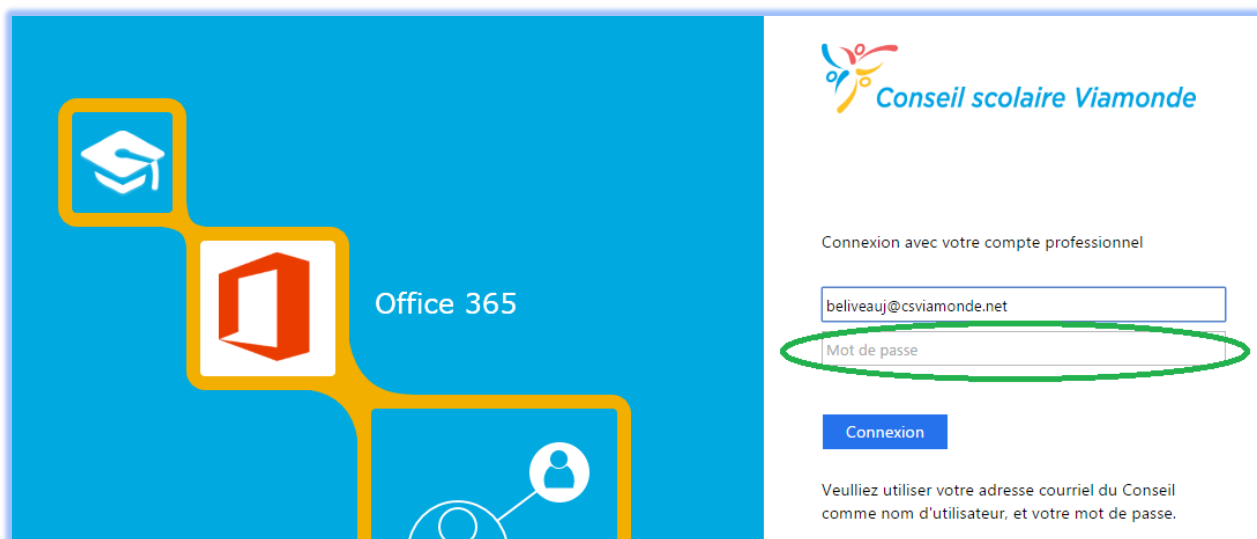 Conseil scolaire Viamonde
Connexion avec votre compte professionnel
Office 365
beliveauj@csviamonde.net
Mot de passe
Connexion
Veulliez utiliser votre adresse courriel du Conseil
comme nom d'utilisateur, et votre mot de passe.